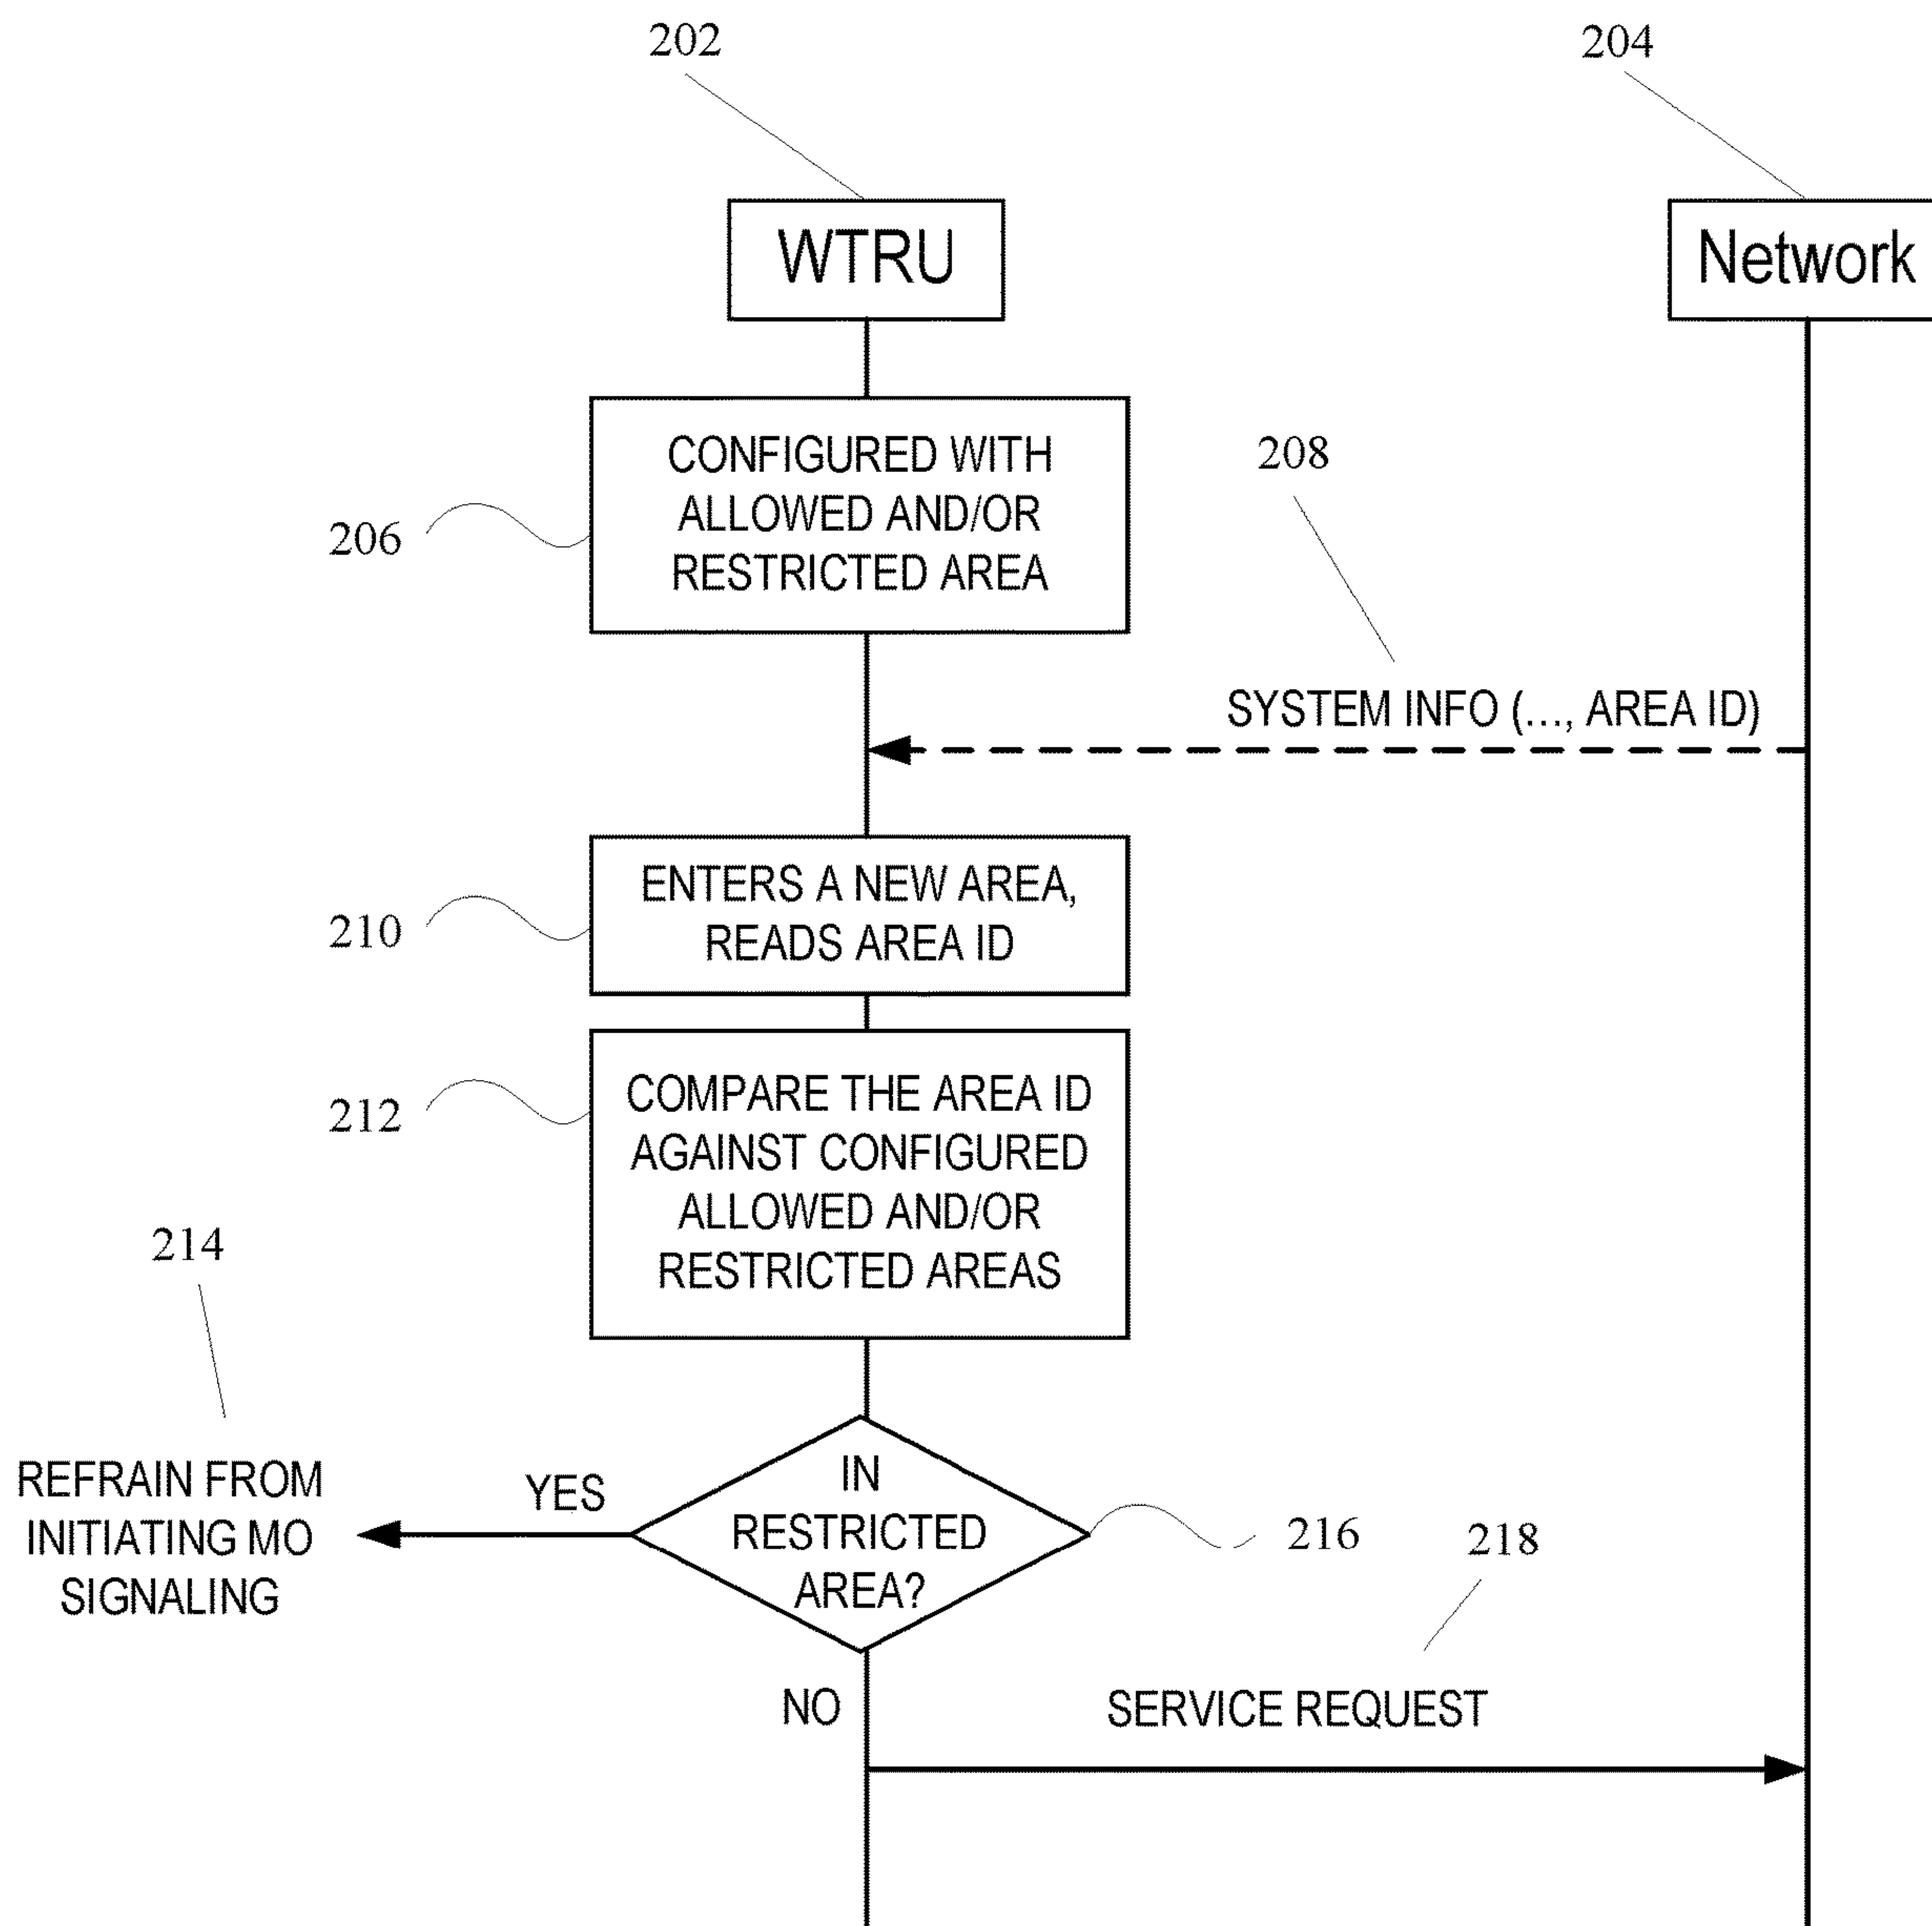 202
204
WTRU
Network
CONFIGURED WITH
ALLOWED AND/OR
RESTRICTED AREA
206
208
SYSTEM INFO (..., AREA ID)
ENTERS A NEW AREA,
READS AREA ID
210
COMPARE THE AREA ID
AGAINST CONFIGURED
ALLOWED AND/OR
RESTRICTED AREAS
212
214
REFRAIN FROM
INITIATING MO
SIGNALING
YES
IN
RESTRICTED
AREA?
216
218
NO
SERVICE REQUEST